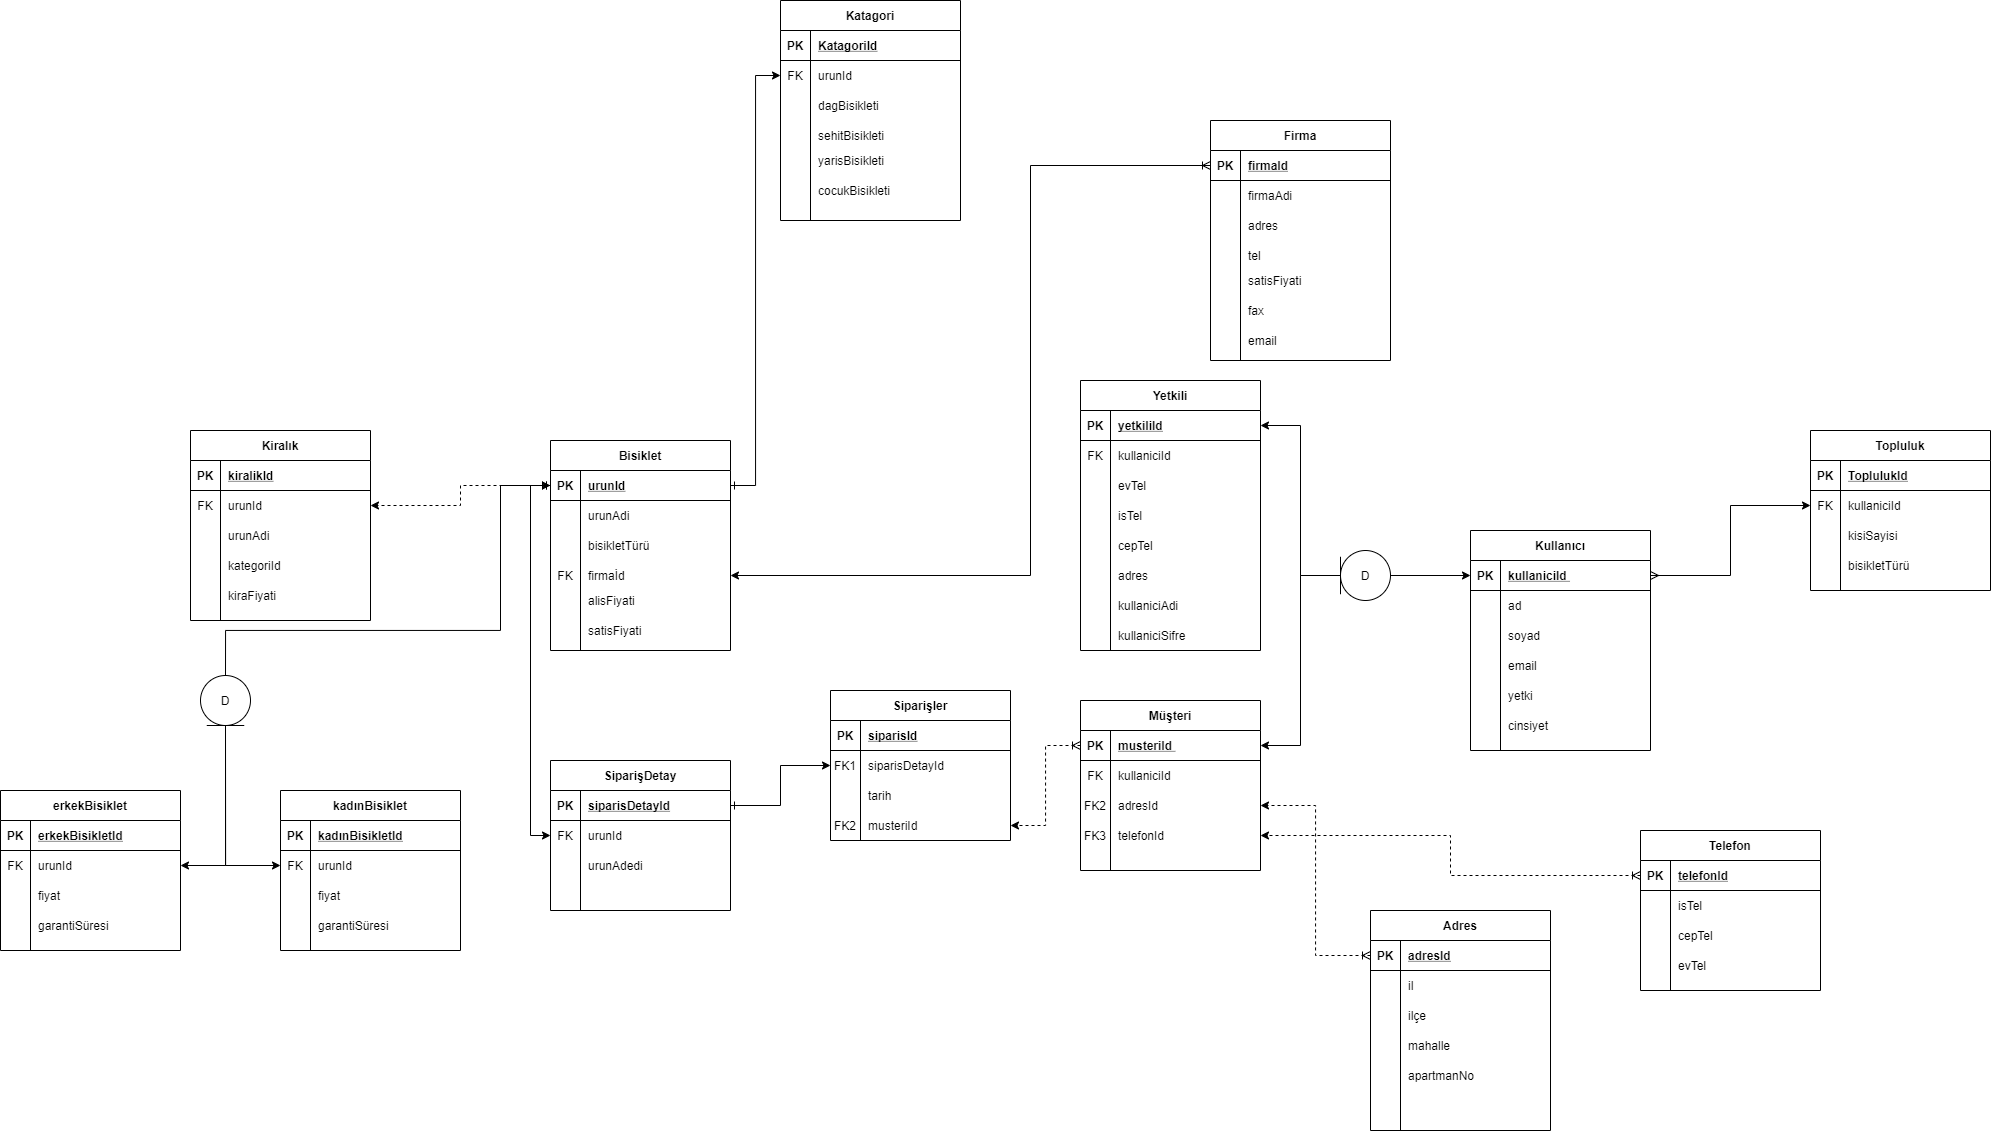 Katagori
PK KatagoriId
FK urunId
dagBisikleti
sehitBisikleti
yarisBisikleti
cocukBisikleti
Firma
PK firmaId
firmaAdi
adres
tel
satisFiyati
fax
email
Yetkili
PK yetkiliId
FK kullaniciId
evTel
isTel
cepTel
adres
kullaniciAdi
kullaniciSifre
Kiralık
PK kiralikId
FK urunId
urunAdi
kategoriId
kiraFiyati
Bisiklet
PK urunId
urunAdi
bisikletTürü
FK firmaİd
alisFiyati
satisFiyati
Topluluk
PK ToplulukId
FK kullaniciId
kisiSayisi
bisikletTürü
D
Kullanıcı
PK kullaniciId
ad
soyad
email
yetki
cinsiyet
D
Siparişler
PK siparisId
FK1 siparisDetayId
tarih
FK2 musteriId
Müşteri
PK musteriId
FK kullaniciId
FK2 adresId
FK3 telefonId
SiparişDetay
PK siparisDetayId
FK urunId
urunAdedi
erkekBisiklet
PK erkekBisikletId
FK urunId
fiyat
garantiSüresi
kadınBisiklet
PK kadınBisikletId
FK urunId
fiyat
garantiSüresi
Telefon
PK telefonId
isTel
cepTel
evTel
Adres
PK adresId
il
ilçe
mahalle
apartmanNo